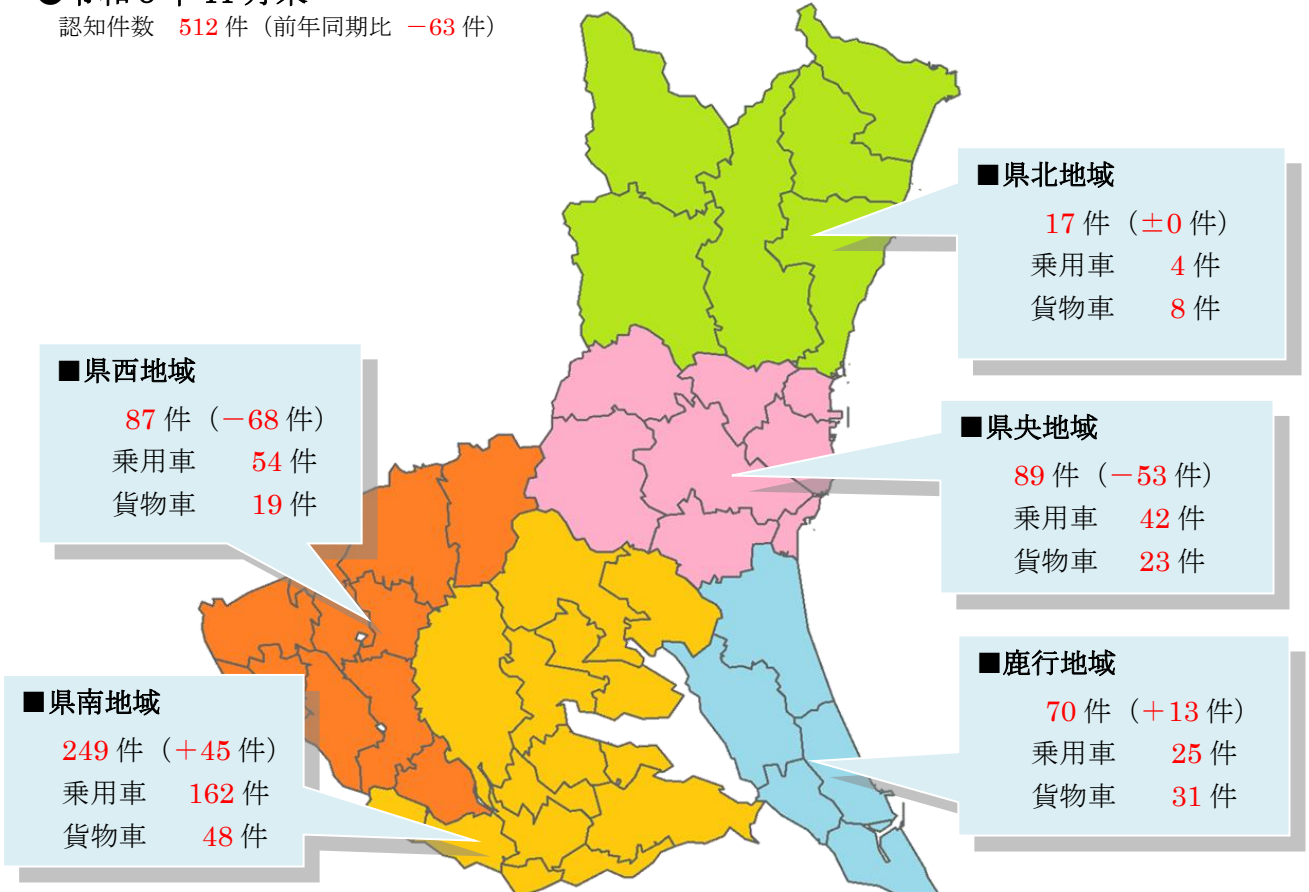 認知件数 512 件（前年同期比 －63 件）
■県北地域
17 件（±0 件）
乗用車 4 件
貨物車 8 件
■県西地域
87 件（－68 件）
乗用車 54 件
貨物車 19 件
■県央地域
89 件（－53 件）
乗用車 42 件
貨物車 23 件
■鹿行地域
70 件（＋13 件）
乗用車 25 件
貨物車 31 件
■県南地域
249 件（＋45 件）
乗用車 162 件
貨物車 48 件